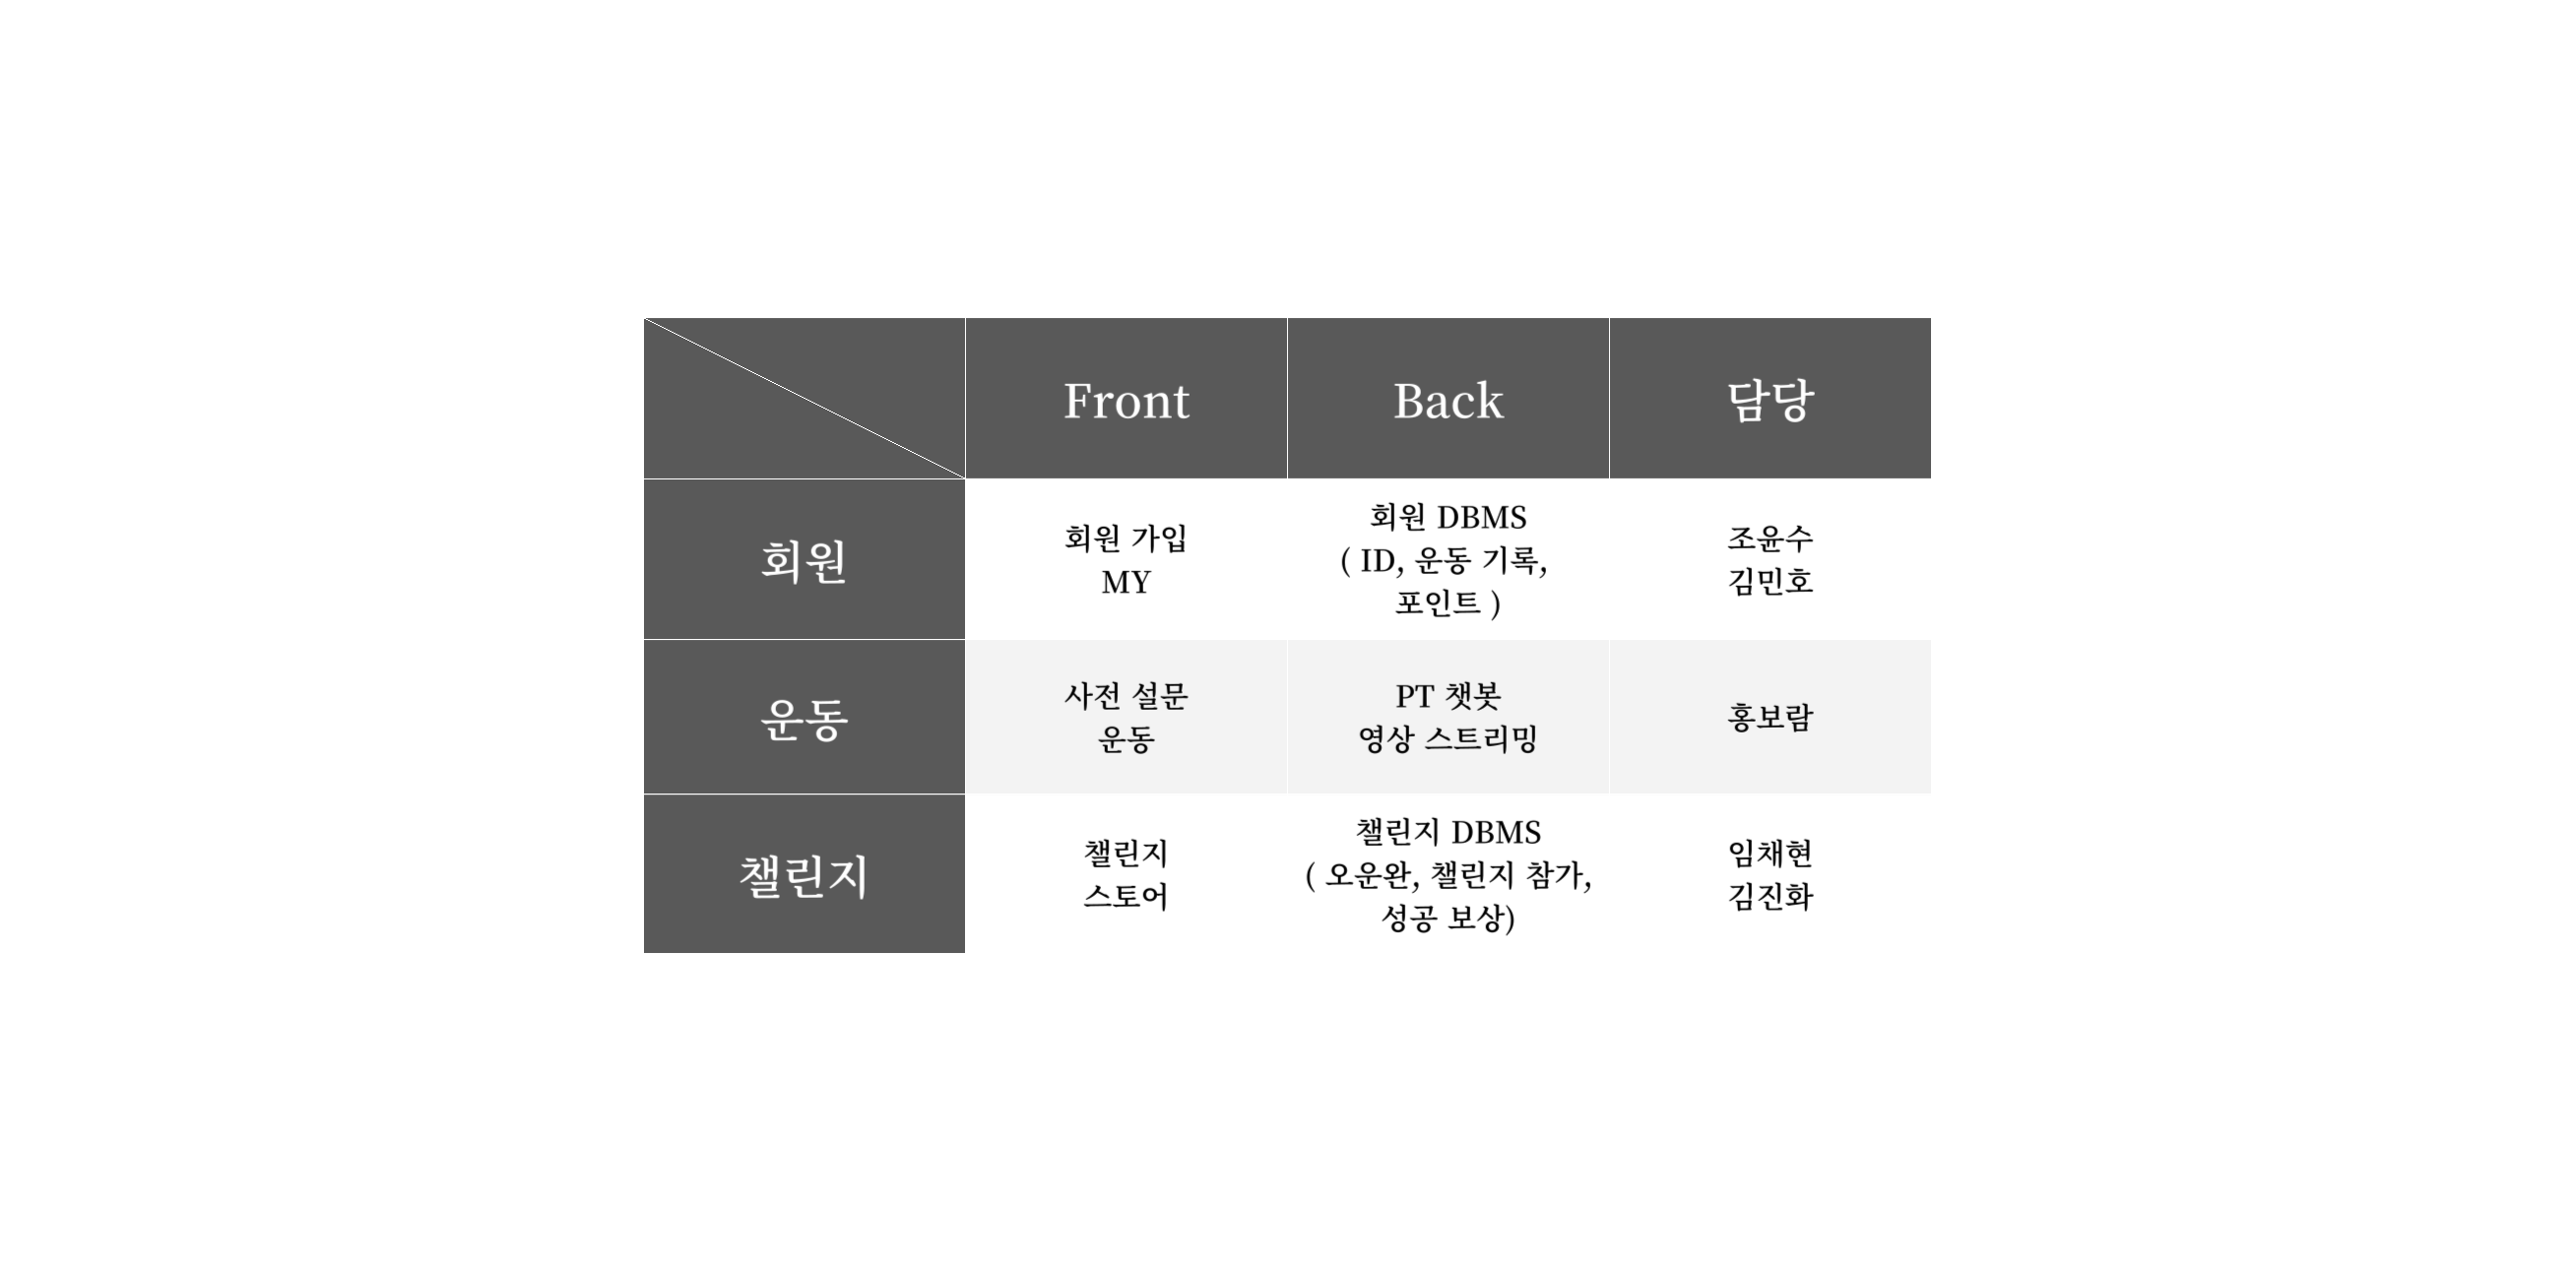 Front
Back
담당
회원
회원 가입
MY
회원 DBMS
( ID, 운동 기록,
포인트 )
조윤수
김민호
운동
사전 설문
운동
PT 챗봇
영상 스트리밍
홍보람
챌린지
챌린지
스토어
챌린지 DBMS
( 오운완, 챌린지 참가,
성공 보상)
임채현
김진화